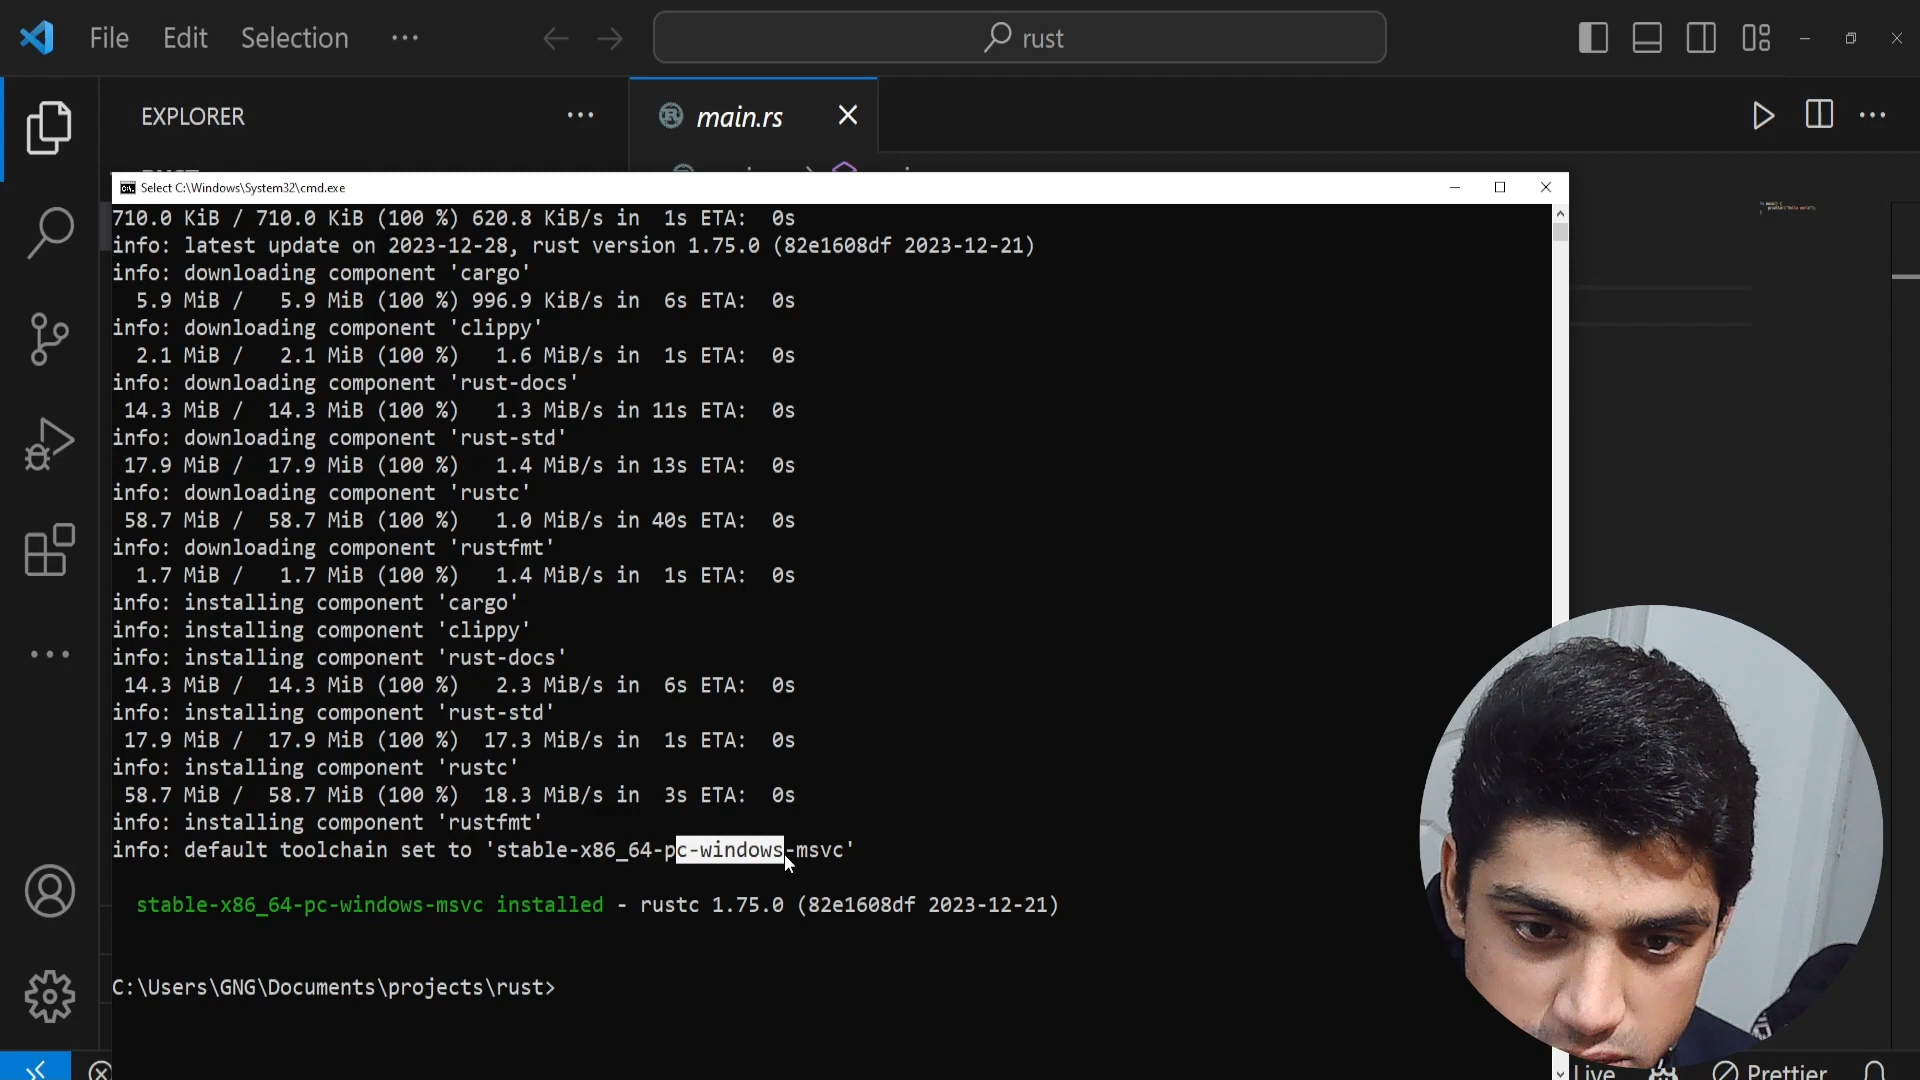 File Edit Selection ···
rust
EXPLORER ···
main.rs
Select C:\Windows\System32\cmd.exe
710.0 KiB / 710.0 KiB (100 %) 620.8 KiB/s in  1s ETA:  0s
info: latest update on 2023-12-28, rust version 1.75.0 (82e1608df 2023-12-21)
info: downloading component 'cargo'
  5.9 MiB /   5.9 MiB (100 %) 996.9 KiB/s in  6s ETA:  0s
info: downloading component 'clippy'
  2.1 MiB /   2.1 MiB (100 %)   1.6 MiB/s in  1s ETA:  0s
info: downloading component 'rust-docs'
 14.3 MiB /  14.3 MiB (100 %)   1.3 MiB/s in 11s ETA:  0s
info: downloading component 'rust-std'
 17.9 MiB /  17.9 MiB (100 %)   1.4 MiB/s in 13s ETA:  0s
info: downloading component 'rustc'
 58.7 MiB /  58.7 MiB (100 %)   1.0 MiB/s in 40s ETA:  0s
info: downloading component 'rustfmt'
  1.7 MiB /   1.7 MiB (100 %)   1.4 MiB/s in  1s ETA:  0s
info: installing component 'cargo'
info: installing component 'clippy'
info: installing component 'rust-docs'
 14.3 MiB /  14.3 MiB (100 %)   2.3 MiB/s in  6s ETA:  0s
info: installing component 'rust-std'
 17.9 MiB /  17.9 MiB (100 %)  17.3 MiB/s in  1s ETA:  0s
info: installing component 'rustc'
 58.7 MiB /  58.7 MiB (100 %)  18.3 MiB/s in  3s ETA:  0s
info: installing component 'rustfmt'
info: default toolchain set to 'stable-x86_64-pc-windows-msvc'
  stable-x86_64-pc-windows-msvc installed - rustc 1.75.0 (82e1608df 2023-12-21)
C:\Users\GNG\Documents\projects\rust>
Live Prettier